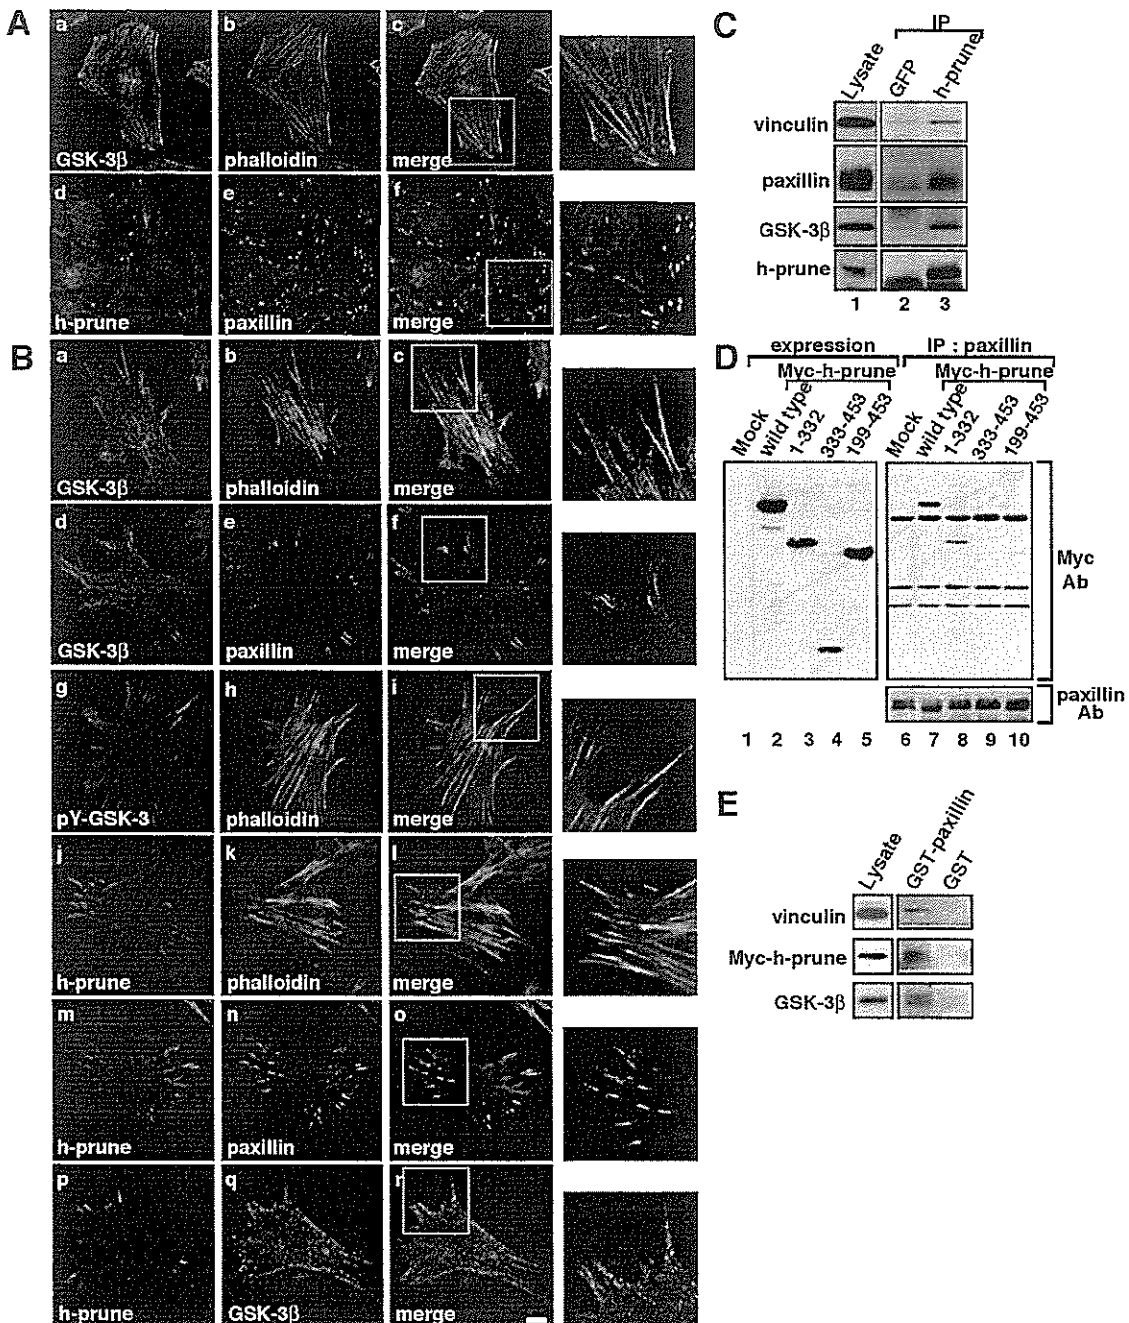 A
a
b
c
GSK-3β
phalloidin
merge
d
e
f
h-prune
paxillin
merge
B
a
b
c
GSK-3β
phalloidin
merge
d
e
f
GSK-3β
paxillin
merge
g
h
i
pY-GSK-3
phalloidin
merge
j
k
l
h-prune
phalloidin
merge
m
n
o
h-prune
paxillin
merge
p
q
r
h-prune
GSK-3β
merge
C
IP
Lysate
GFP
h-prune
vinculin
paxillin
GSK-3β
h-prune
1 2 3
D
expression
IP : paxillin
Myc-h-prune
Myc-h-prune
Mock
wild type
1-332
333-453
199-453
Mock
wild type
1-332
333-453
199-453
Myc
Ab
paxillin
Ab
1 2 3 4 5 6 7 8 9 10
E
Lysate
GST-paxillin
GST
vinculin
Myc-h-prune
GSK-3β